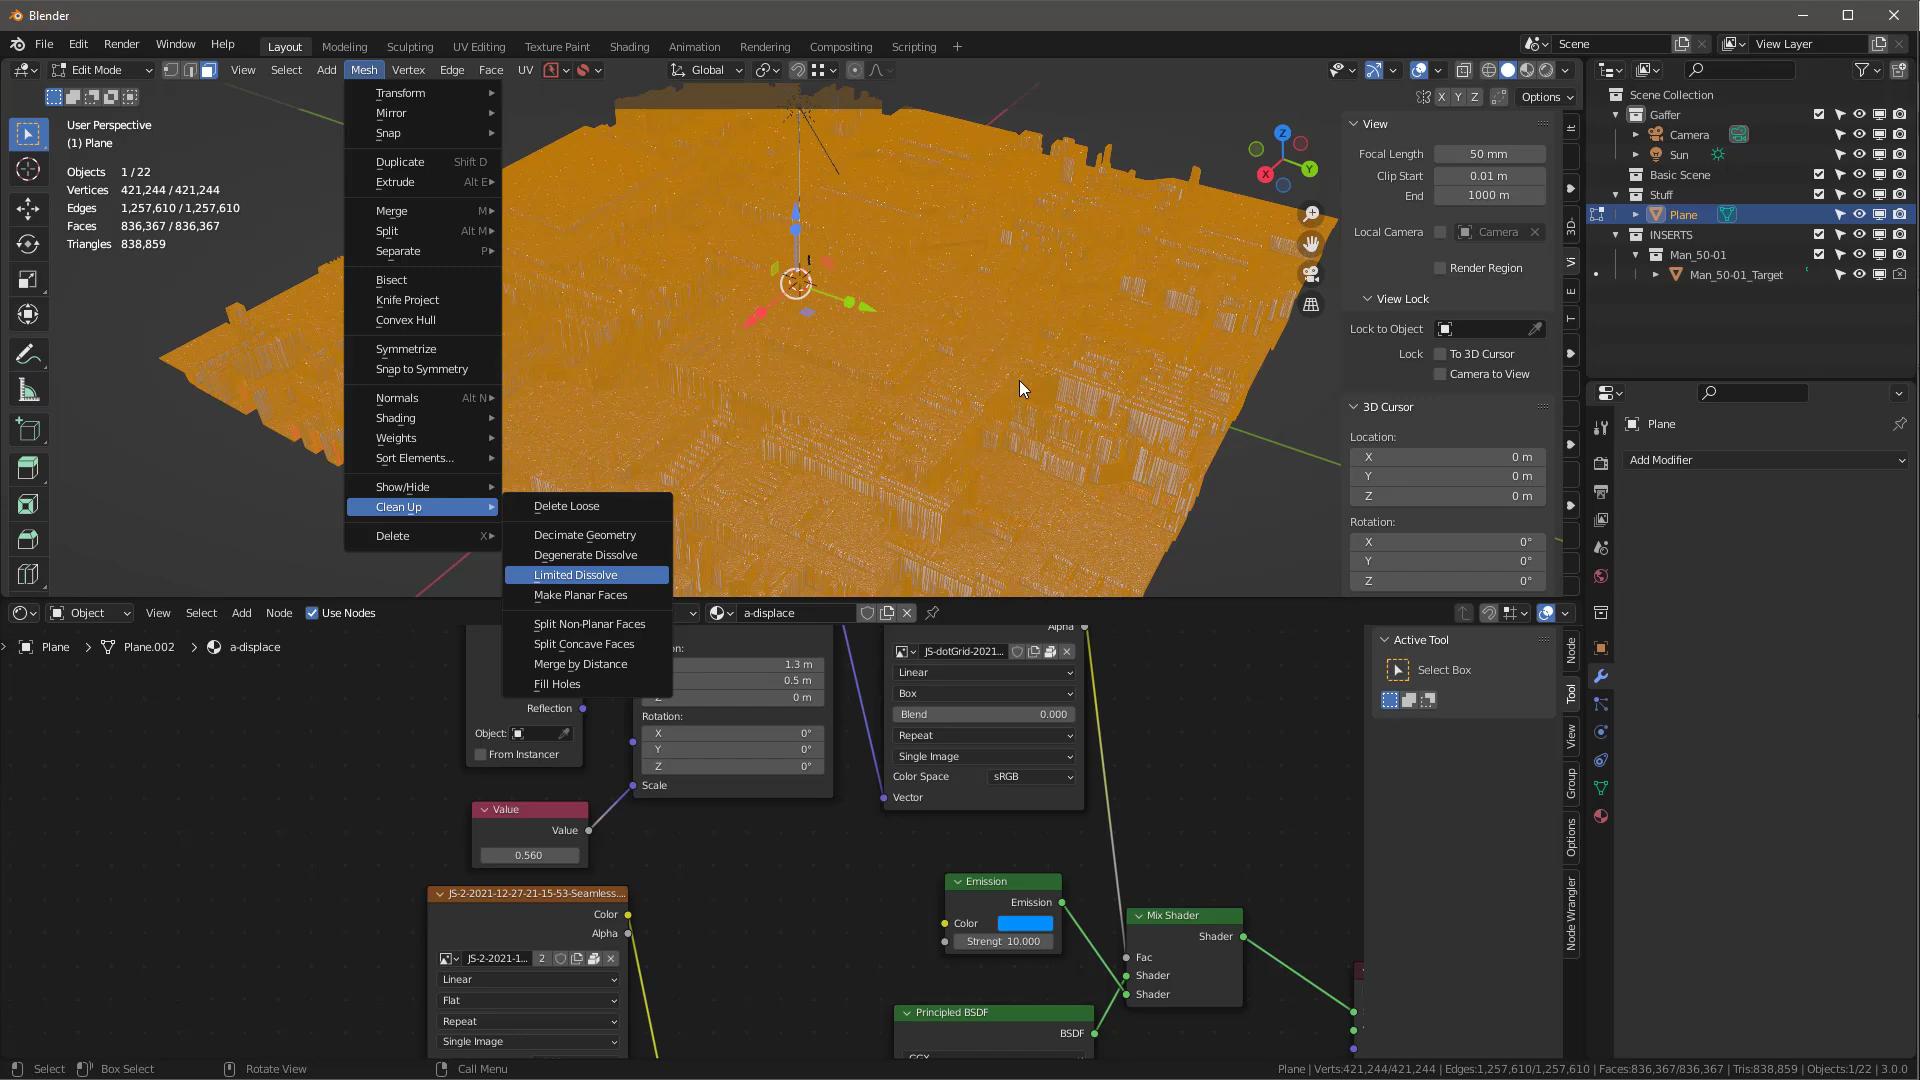 Blender
File Edit Render Window Help Layout Modeling Sculpting UV Editing Texture Paint Shading Animation Rendering Compositing Scripting + Scene View Layer
Edit Mode View Select Add Mesh Vertex Edge Face UV Global
X Y Z Options
User Perspective
(1) Plane
Objects 1 / 22
Vertices 421,244 / 421,244
Edges 1,257,610 / 1,257,610
Faces 836,367 / 836,367
Triangles 838,859
Transform
Mirror
Snap
Duplicate Shift D
Extrude Alt E
Merge M
Split Alt M
Separate P
Bisect
Knife Project
Convex Hull
Symmetrize
Snap to Symmetry
Normals Alt N
Shading
Weights
Sort Elements...
Show/Hide
Clean Up
Delete X
Delete Loose
Decimate Geometry
Degenerate Dissolve
Limited Dissolve
Make Planar Faces
Split Non-Planar Faces
Split Concave Faces
Merge by Distance
Fill Holes
Z
Y
X
View
Focal Length 50 mm
Clip Start 0.01 m
End 1000 m
Local Camera Camera
Render Region
View Lock
Lock to Object
Lock To 3D Cursor
Camera to View
3D Cursor
Location:
X 0 m
Y 0 m
Z 0 m
Rotation:
X 0°
Y 0°
Z 0°
It
3D-
Vi
E
T
Scene Collection
Gaffer
Camera
Sun
Basic Scene
Stuff
Plane
INSERTS
Man_50-01
Man_50-01_Target
Plane
Add Modifier
Object View Select Add Node Use Nodes a-displace
Plane > Plane.002 > a-displace
Reflection
Object:
From Instancer
1.3 m
0.5 m
0 m
Rotation:
X 0°
Y 0°
Z 0°
Scale
Value
Value
0.560
JS-2-2021-12-27-21-15-53-Seamless....
Color
Alpha
JS-2-2021-1... 2
Linear
Flat
Repeat
Single Image
Alpha
JS-dotGrid-2021...
Linear
Box
Blend 0.000
Repeat
Single Image
Color Space sRGB
Vector
Emission
Emission
Color
Strengt 10.000
Mix Shader
Shader
Fac
Shader
Shader
Principled BSDF
BSDF
GGX
Active Tool
Select Box
Node
Tool
View
Group
Options
Node Wrangler
Select Box Select Rotate View Call Menu Plane | Verts:421,244/421,244 | Edges:1,257,610/1,257,610 | Faces:836,367/836,367 | Tris:838,859 | Objects:1/22 | 3.0.0